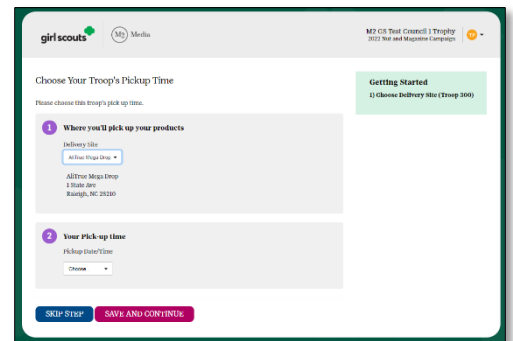 girl scouts
M2 Media
M2 GS Test Council 1 Trophy
2022 Nut and Magazine Campaign
Choose Your Troop's Pickup Time
Please choose this troop's pick up time.
Getting Started
1) Choose Delivery Site (Troop 300)
1 Where you'll pick up your products
Delivery Site
AliTrue Mega Drop
AliTrue Mega Drop
1 State Ave
Raleigh, NC 28210
2 Your Pick-up time
Pickup Date/Time
Choose
SKIP STEP SAVE AND CONTINUE